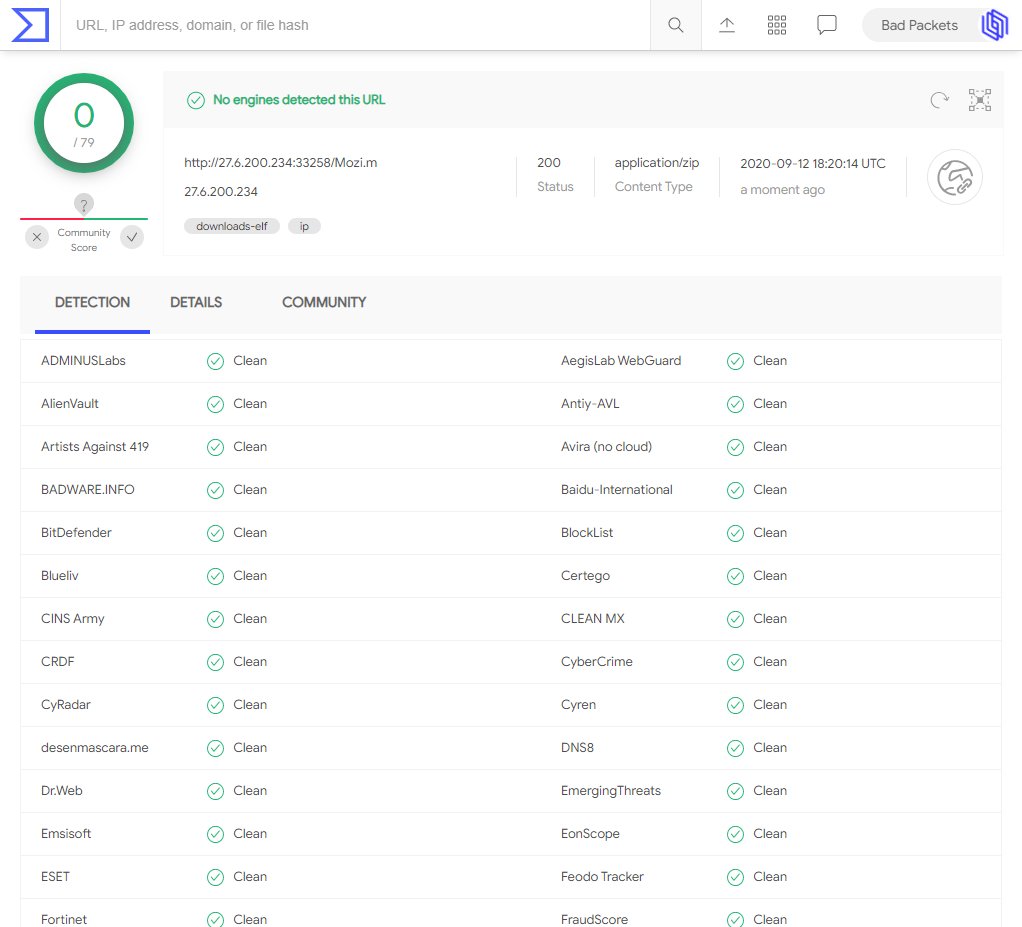 URL, IP address, domain, or file hash
Bad Packets
0
/ 79
?
Community
Score
No engines detected this URL
http://27.6.200.234:33258/Mozi.m
27.6.200.234
downloads-elf
ip
200
Status
application/zip
Content Type
2020-09-12 18:20:14 UTC
a moment ago
DETECTION DETAILS COMMUNITY
ADMINUSLabs Clean AegisLab WebGuard Clean
AlienVault Clean Antiy-AVL Clean
Artists Against 419 Clean Avira (no cloud) Clean
BADWARE.INFO Clean Baidu-International Clean
BitDefender Clean BlockList Clean
Blueliv Clean Certego Clean
CINS Army Clean CLEAN MX Clean
CRDF Clean CyberCrime Clean
CyRadar Clean Cyren Clean
desenmascara.me Clean DNS8 Clean
Dr.Web Clean EmergingThreats Clean
Emsisoft Clean EonScope Clean
ESET Clean Feodo Tracker Clean
Fortinet Clean FraudScore Clean